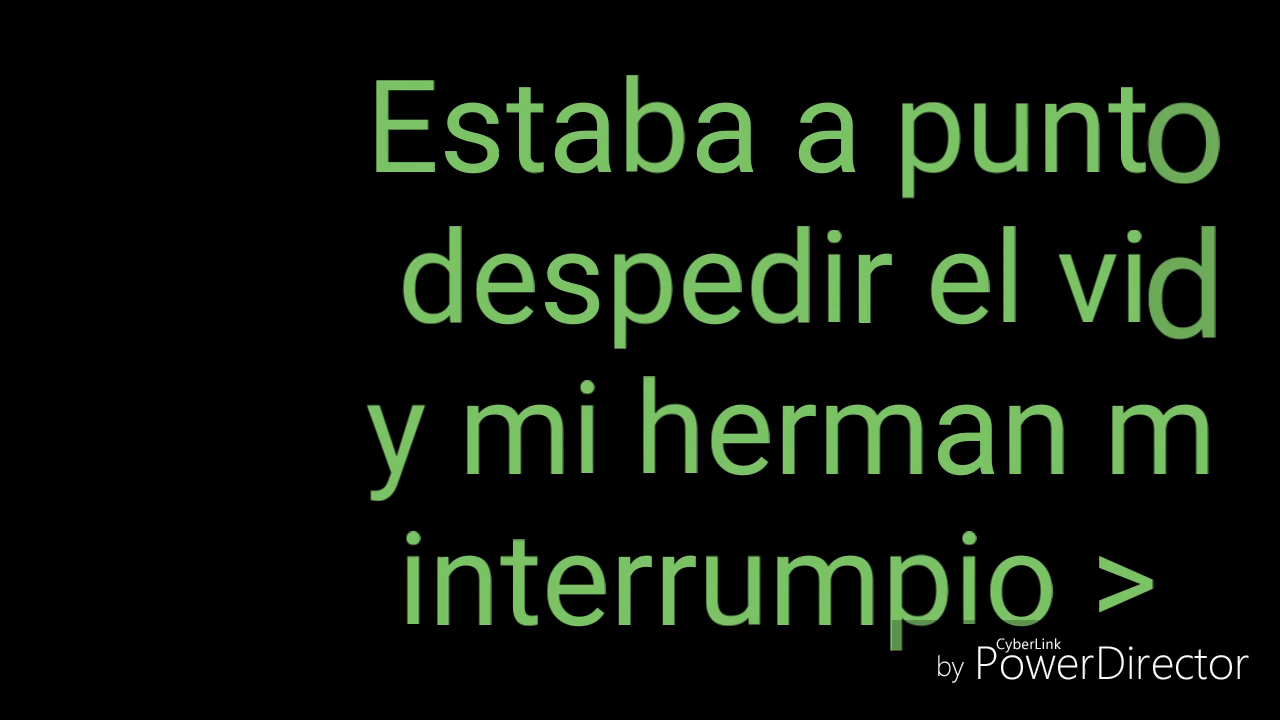 Estaba a punto
despedir el vid
y mi herman m
interrumpio >
CyberLink
by PowerDirector